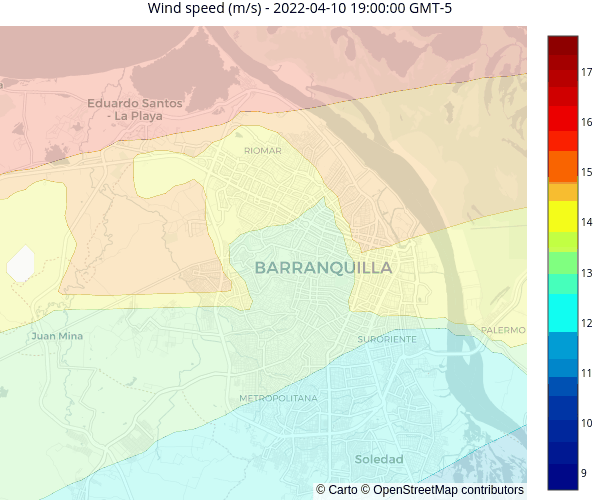 Wind speed (m/s) - 2022-04-10 19:00:00 GMT-5
17
Eduardo Santos
- La Playa
16
RIOMAR
15
14
BARRANQUILLA
13
12
Juan Mina
SURORIENTE
PALERMO
11
METROPOLITANA
10
Soledad
9
© Carto © OpenStreetMap contributors